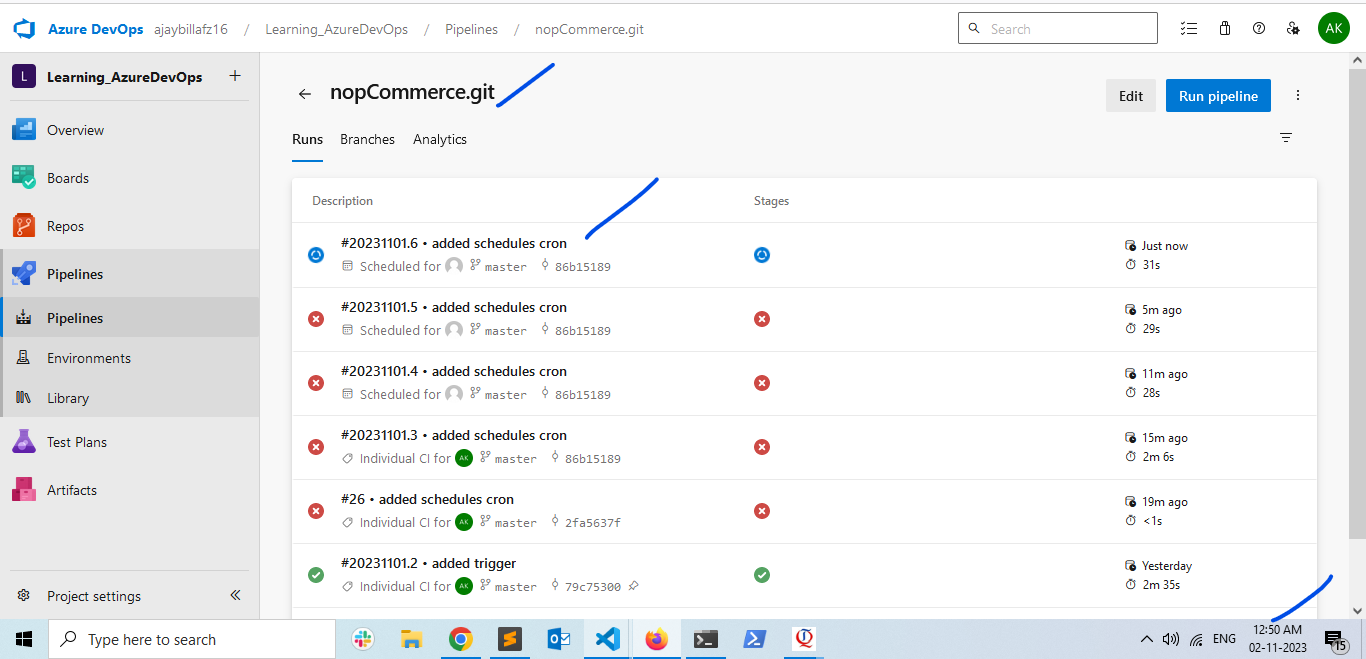 Azure DevOps ajaybillafz16 / Learning_AzureDevOps / Pipelines / nopCommerce.git
Search
AK
L Learning_AzureDevOps +
Overview
Boards
Repos
Pipelines
Pipelines
Environments
Library
Test Plans
Artifacts
Project settings
nopCommerce.git
Edit
Run pipeline
Runs Branches Analytics
Description Stages
#20231101.6 • added schedules cron
Scheduled for master 86b15189
Just now
31s
#20231101.5 • added schedules cron
Scheduled for master 86b15189
5m ago
29s
#20231101.4 • added schedules cron
Scheduled for master 86b15189
11m ago
28s
#20231101.3 • added schedules cron
Individual CI for AK master 86b15189
15m ago
2m 6s
#26 • added schedules cron
Individual CI for AK master 2fa5637f
19m ago
<1s
#20231101.2 • added trigger
Individual CI for AK master 79c75300
Yesterday
2m 35s
Type here to search
ENG
12:50 AM
02-11-2023
15